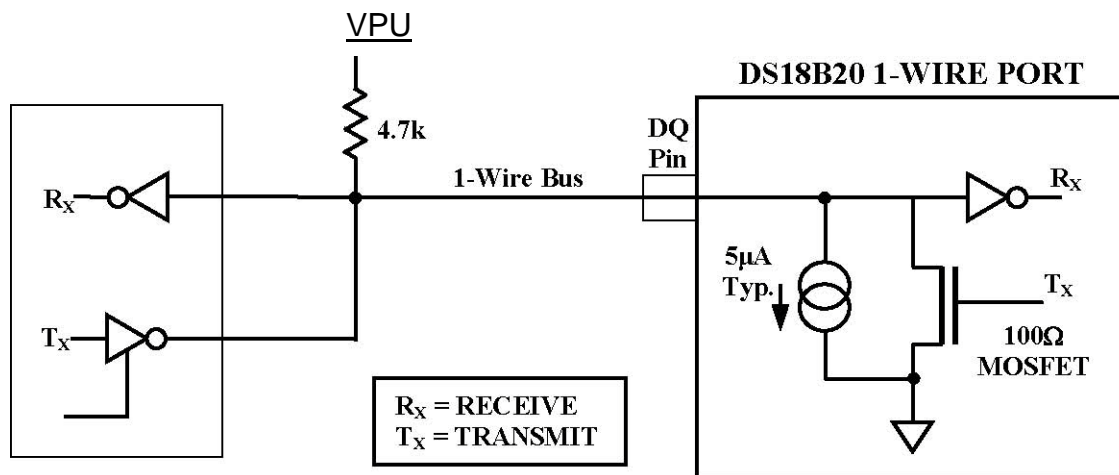 VPU
DS18B20 1-WIRE PORT
4.7k
DQ
Pin
1-Wire Bus
RX
RX
5µA
Typ.
TX
TX
100Ω
MOSFET
RX = RECEIVE
TX = TRANSMIT